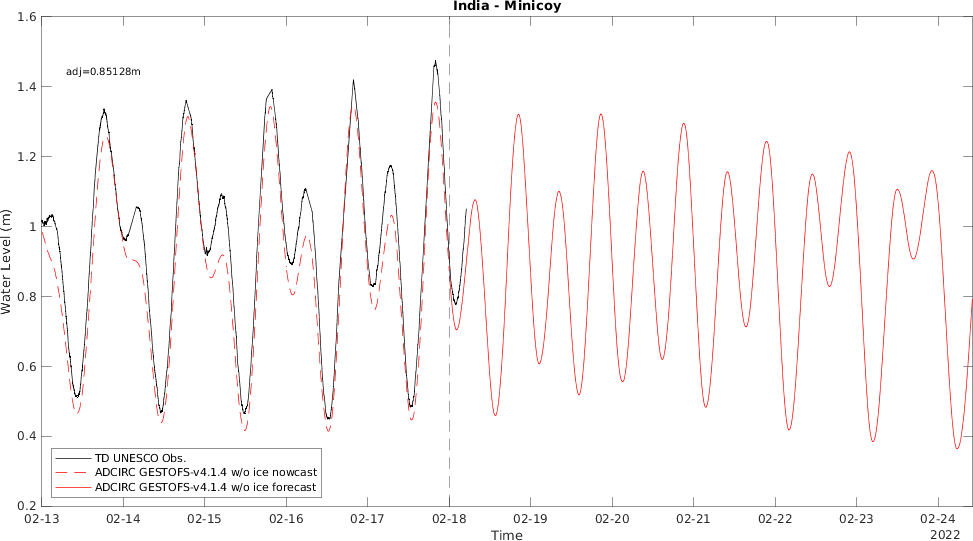 India - Minicoy
1.6
1.4
1.2
1
0.8
0.6
0.4
0.2
Water Level (m)
adj=0.85128m
TD UNESCO Obs.
ADCIRC GESTOFS-v4.1.4 w/o ice nowcast
ADCIRC GESTOFS-v4.1.4 w/o ice forecast
02-13 02-14 02-15 02-16 02-17 02-18 02-19 02-20 02-21 02-22 02-23 02-24
2022
Time